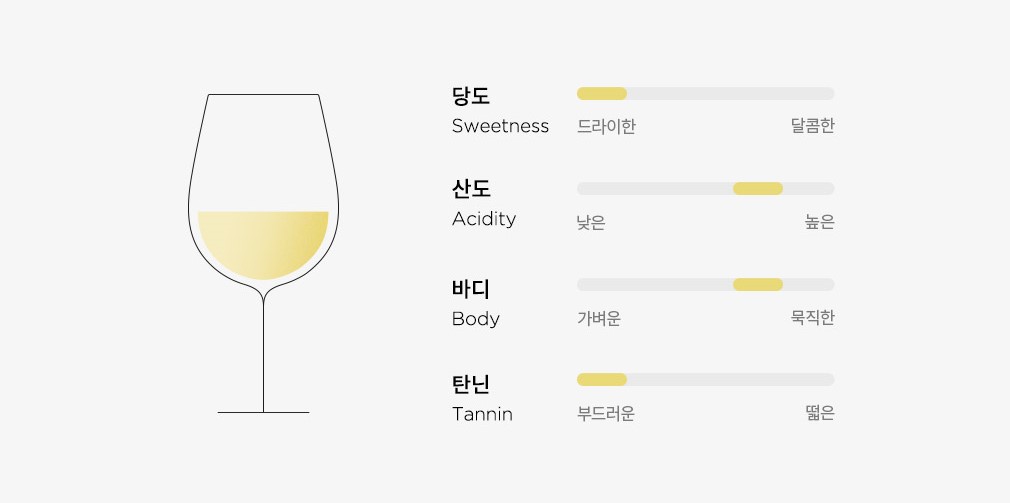 당도
Sweetness
드라이한 달콤한
산도
Acidity
낮은 높은
바디
Body
가벼운 묵직한
탄닌
Tannin
부드러운 떫은